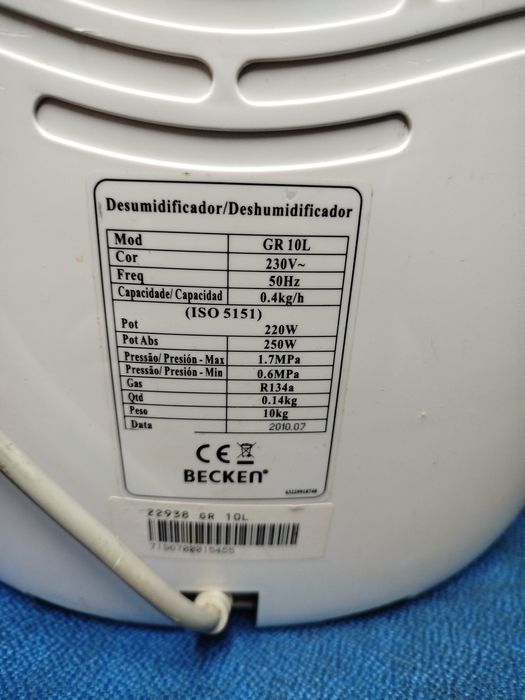 Desumidificador/Deshumidificador
Mod GR 10L
Cor 230V~
Freq 50Hz
Capacidade/ Capacidad 0.4kg/h
(ISO 5151)
Pot 220W
Pot Abs 250W
Pressão/ Presión - Max 1.7MPa
Pressão/ Presión - Min 0.6MPa
Gas R134a
Qtd 0.14kg
Peso 10kg
Data 2010.07
CE
BECKEN
22938 GR 10L